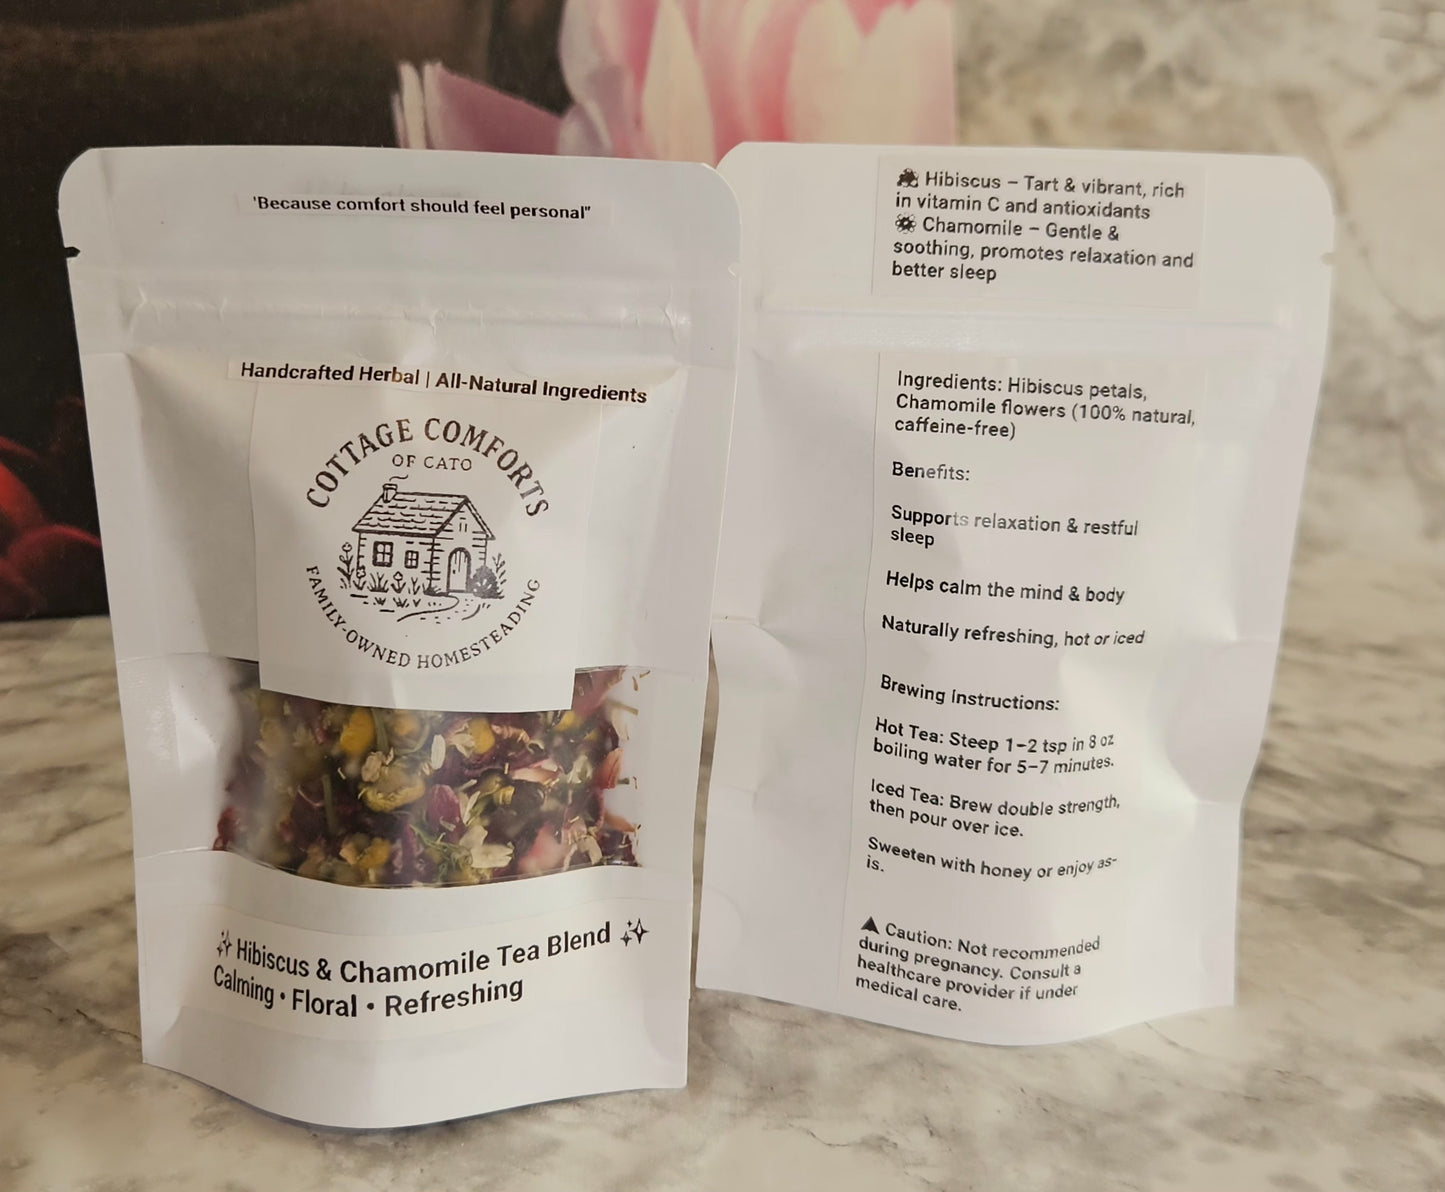 'Because comfort should feel personal"
Handcrafted Herbal | All-Natural Ingredients
COTTAGE COMFORTS
OF CATO
FAMILY-OWNED HOMESTEADING
Hibiscus & Chamomile Tea Blend
Calming • Floral • Refreshing
Hibiscus – Tart & vibrant, rich
in vitamin C and antioxidants
Chamomile – Gentle &
soothing, promotes relaxation and
better sleep
Ingredients: Hibiscus petals,
Chamomile flowers (100% natural,
caffeine-free)
Benefits:
Supports relaxation & restful
sleep
Helps calm the mind & body
Naturally refreshing, hot or iced
Brewing Instructions:
Hot Tea: Steep 1–2 tsp in 8 oz
boiling water for 5–7 minutes.
Iced Tea: Brew double strength,
then pour over ice.
Sweeten with honey or enjoy as-
is.
Caution: Not recommended
during pregnancy. Consult a
healthcare provider if under
medical care.